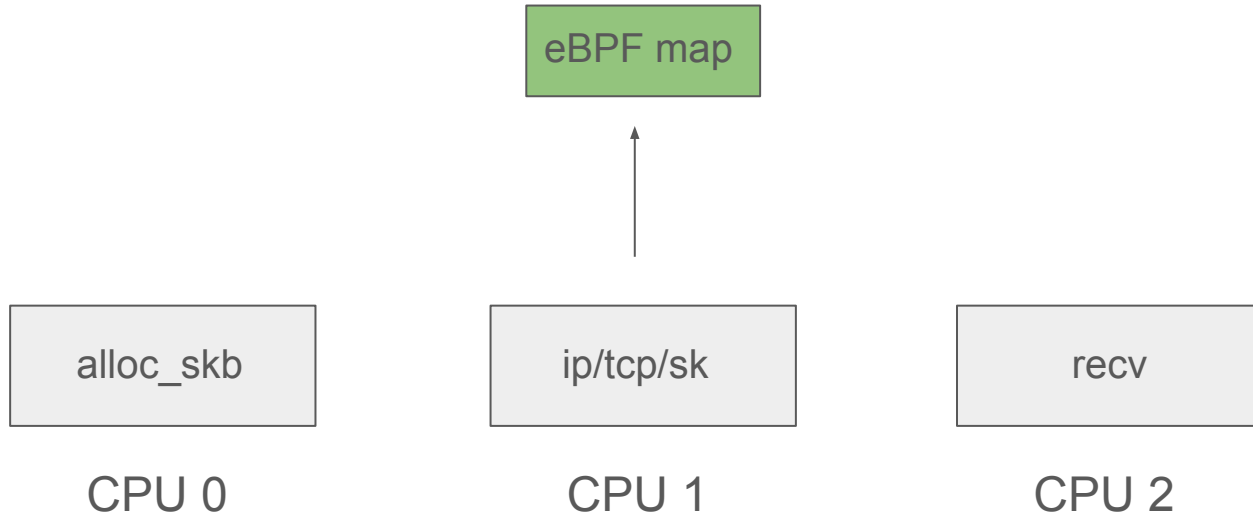 eBPF map
alloc_skb
ip/tcp/sk
recv
CPU 0
CPU 1
CPU 2